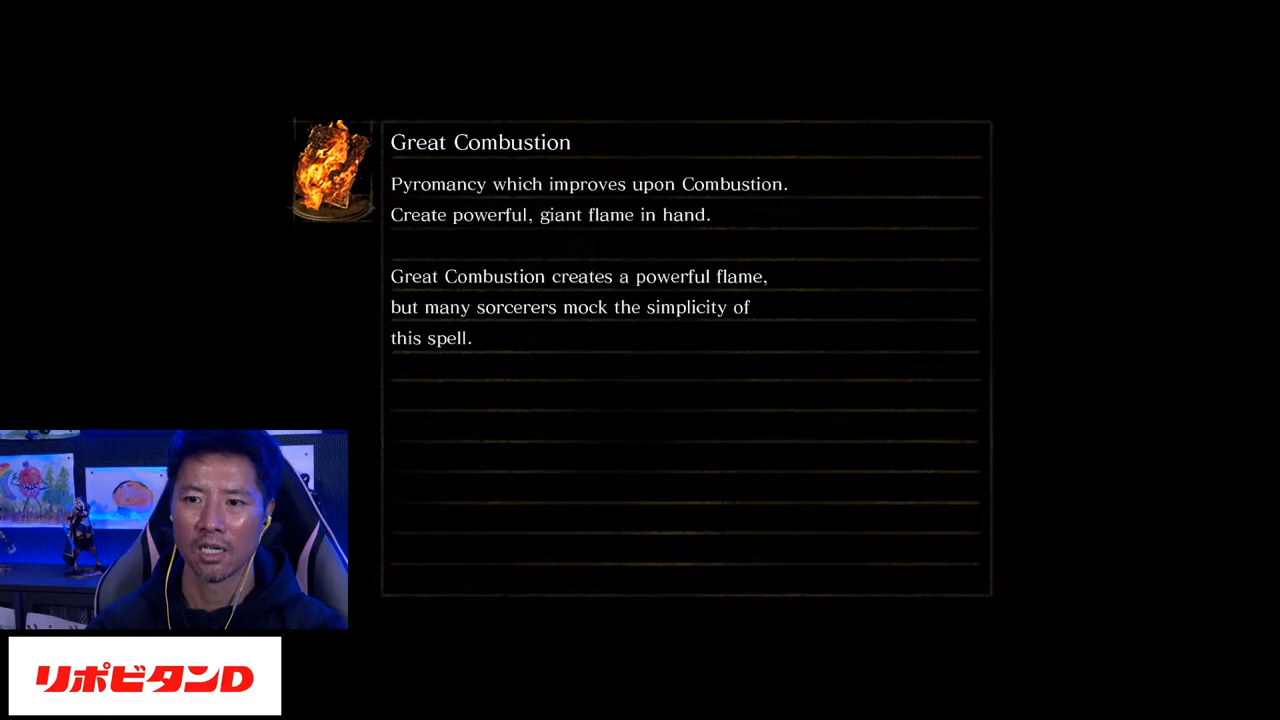 Great Combustion
Pyromancy which improves upon Combustion.
Create powerful, giant flame in hand.
Great Combustion creates a powerful flame,
but many sorcerers mock the simplicity of
this spell.
リポビタンD